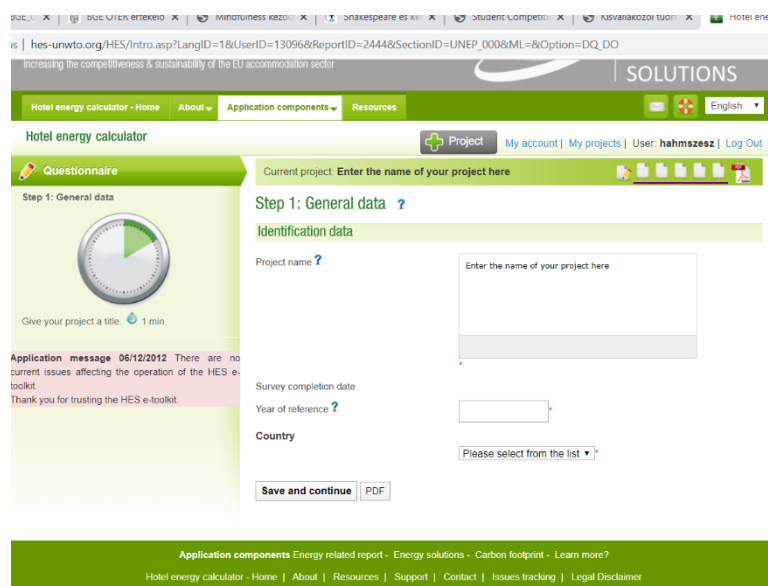 BGE OTEK értékelő X
Mindfulness kezdő X
Shakespeare és ke X
Student Competiti X
Kisvállalkozói tudni X
Hotel ene
hes-unwto.org/HES/Intro.asp?LangID=1&UserID=13096&ReportID=2444&SectionID=UNEP_000&ML=&Option=DQ_DO
Increasing the competitiveness & sustainability of the EU accommodation sector
SOLUTIONS
Hotel energy calculator - Home About Application components Resources English
Hotel energy calculator
Project My account | My projects | User: hahmszesz | Log Out
Questionnaire
Current project: Enter the name of your project here
Step 1: General data
Step 1: General data ?
Identification data
Project name ?
Enter the name of your project here
*
Give your project a title. 1 min.
Application message 06/12/2012 There are no
current issues affecting the operation of the HES e-
toolkit.
Thank you for trusting the HES e-toolkit.
Survey completion date
Year of reference ? *
Country
Please select from the list *
Save and continue PDF
Application components Energy related report - Energy solutions - Carbon footprint - Learn more?
Hotel energy calculator - Home | About | Resources | Support | Contact | Issues tracking | Legal Disclaimer